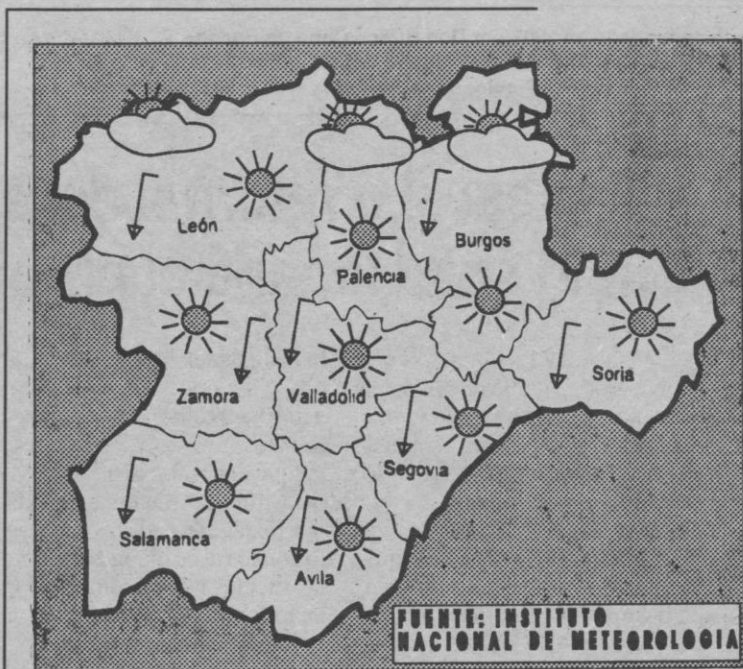 León
Burgos
Palencia
Soria
Zamora
Valladolid
Segovia
Salamanca
Avila
FUENTE: INSTITUTO
NACIONAL DE METEOROLOGIA